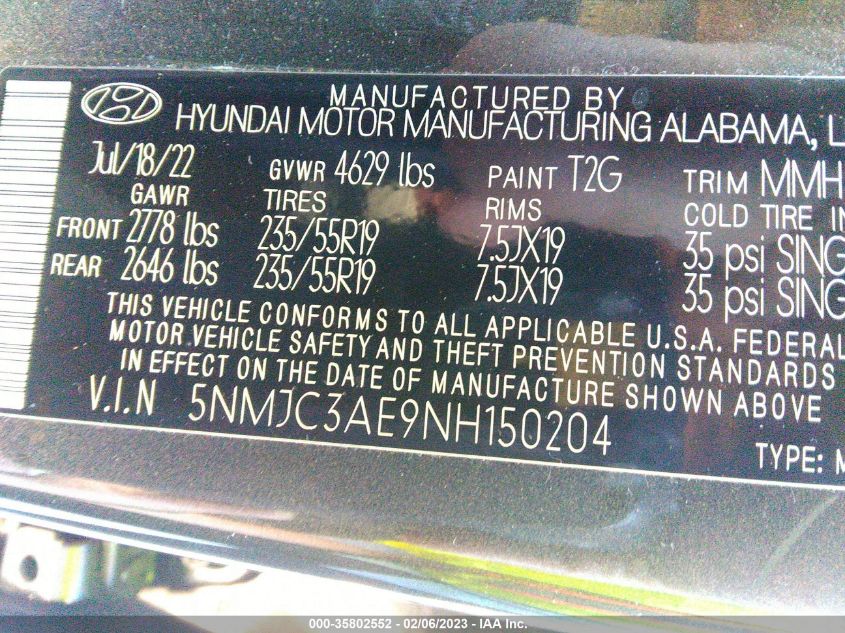 MANUFACTURED BY
HYUNDAI MOTOR MANUFACTURING ALABAMA, L
Jul/18/22 GVWR 4629 lbs PAINT T2G TRIM MMH
GAWR TIRES RIMS COLD TIRE IN
FRONT 2778 lbs 235/55R19 7.5JX19 35 psi SING
REAR 2646 lbs 235/55R19 7.5JX19 35 psi SING
THIS VEHICLE CONFORMS TO ALL APPLICABLE U.S.A. FEDERAL
MOTOR VEHICLE SAFETY AND THEFT PREVENTION STANDARDS
IN EFFECT ON THE DATE OF MANUFACTURE SHOWN ABOVE
V.I.N 5NMJC3AE9NH150204
TYPE: M
000-35802552 - 02/06/2023 - IAA Inc.